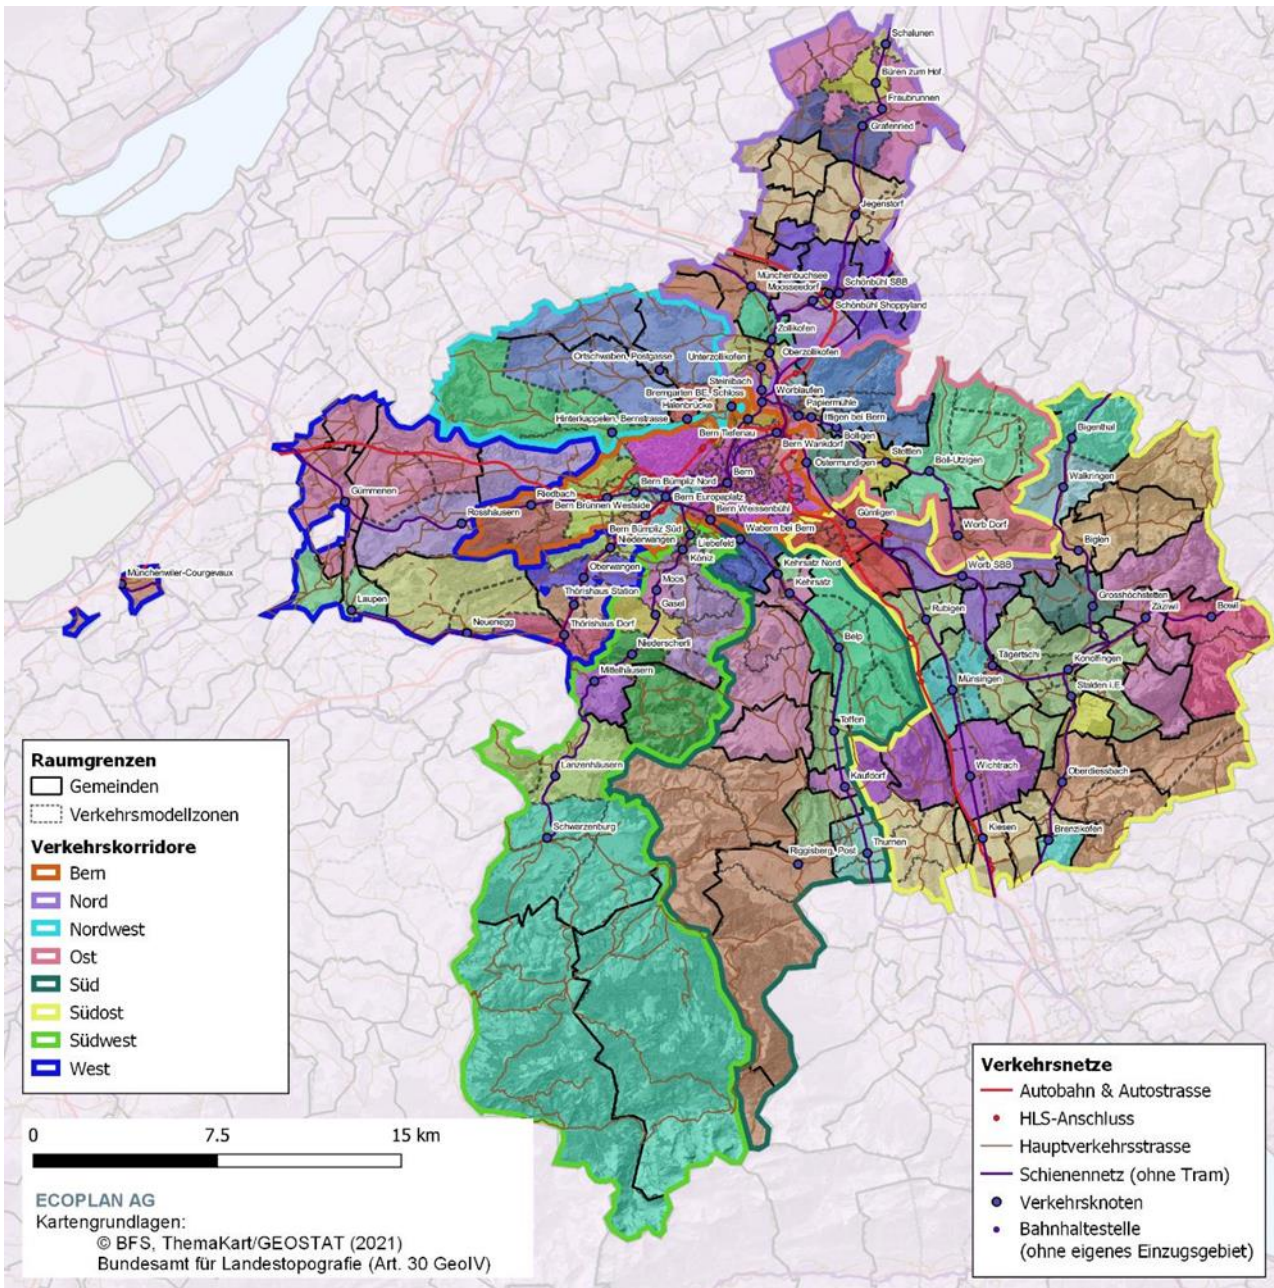 Schalunen
Büren zum Hof
Fraubrunnen
Grafenried
Jegenstorf
Münchenbuchsee
Moosseedorf
Schönbühl SBB
Schönbühl Shoppyland
Zollikofen
Ortschwaben, Postgasse
Unterzollikofen
Oberzollikofen
Steinibach
Bremgarten BE, Schloss
Worblaufen
Halenbrücke
Papiermühle
Hinterkappelen, Bernstrasse
Ittigen bei Bern
Bern Tiefenau
Bolligen
Bern Wankdorf
Bigenthal
Stettlen
Ostermundigen
Boll-Utzigen
Walkringen
Bern
Bern Bümpliz Nord
Gümmenen
Riedbach
Bern Europaplatz
Bern Brünnen Westside
Bern Weissenbühl
Rosshäusern
Gümligen
Worb Dorf
Bern Bümpliz Süd
Wabern bei Bern
Niederwangen
Liebefeld
Biglen
Köniz
Oberwangen
Kehrsatz Nord
Worb SBB
Münchenwiler-Courgevaux
Kehrsatz
Thörishaus Station
Moos
Laupen
Gasel
Rubigen
Grosshöchstetten
Zäziwil
Bowil
Neuenegg
Thörishaus Dorf
Belp
Niederscherli
Tägertschi
Konolfingen
Mittelhäusern
Münsingen
Stalden i.E.
Toffen
Lanzenhäusern
Kaufdorf
Wichtrach
Oberdiessbach
Schwarzenburg
Kiesen
Brenzikofen
Riggisberg, Post
Thurnen
Raumgrenzen
Gemeinden
Verkehrsmodellzonen
Verkehrskorridore
Bern
Nord
Nordwest
Ost
Süd
Südost
Südwest
West
0 7.5 15 km
ECOPLAN AG
Kartengrundlagen:
© BFS, ThemaKart/GEOSTAT (2021)
Bundesamt für Landestopografie (Art. 30 GeoIV)
Verkehrsnetze
Autobahn & Autostrasse
HLS-Anschluss
Hauptverkehrsstrasse
Schienennetz (ohne Tram)
Verkehrsknoten
Bahnhaltestelle
(ohne eigenes Einzugsgebiet)